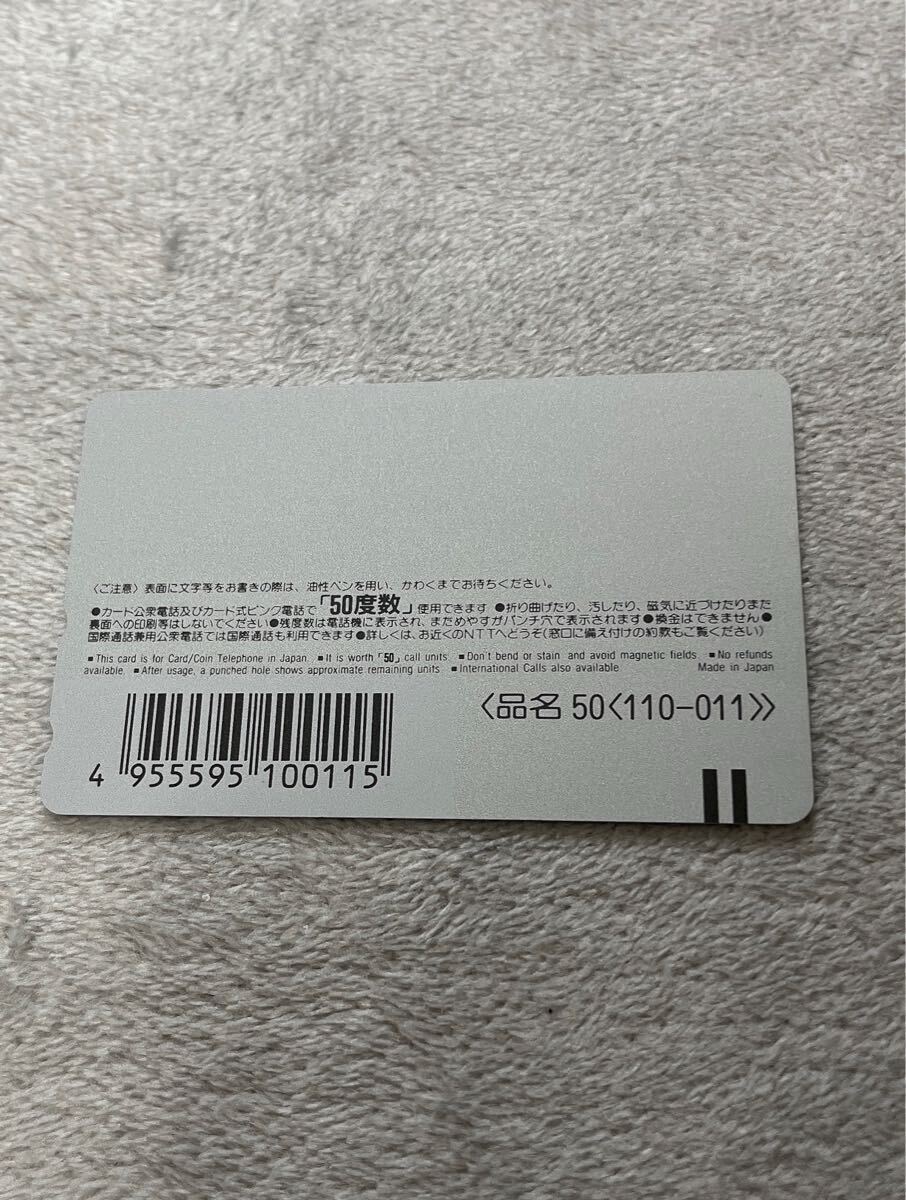 〈ご注意〉表面に文字等をお書きの際は、油性ペンを用い、かわくまでお待ちください。
●カード公衆電話及びカード式ピンク電話で「50度数」使用できます ●折り曲げたり、汚したり、磁気に近づけたりまた
裏面への印刷等はしないでください●残度数は電話機に表示され、まためやすがパンチ穴で表示されます●換金はできません●
国際通話兼用公衆電話では国際通話も利用できます●詳しくは、お近くのNTTへどうぞ(窓口に備え付けの約款もご覧ください)
■This card is for Card/Coin Telephone in Japan. ■It is worth「50」call units. ■Don't bend or stain and avoid magnetic fields. ■No refunds
available. ■After usage, a punched hole shows approximate remaining units. ■International Calls also available. Made in Japan
〈品名 50〈110-011〉〉
4 955595 100115